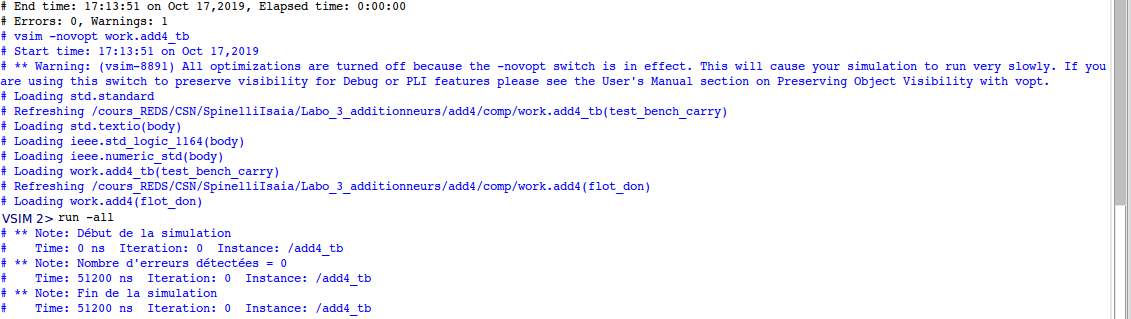 # End time: 17:13:51 on Oct 17,2019, Elapsed time: 0:00:00
# Errors: 0, Warnings: 1
# vsim -novopt work.add4_tb
# Start time: 17:13:51 on Oct 17,2019
# ** Warning: (vsim-8891) All optimizations are turned off because the -novopt switch is in effect. This will cause your simulation to run very slowly. If you
are using this switch to preserve visibility for Debug or PLI features please see the User's Manual section on Preserving Object Visibility with vopt.
# Loading std.standard
# Refreshing /cours_REDS/CSN/SpinelliIsaia/Labo_3_additionneurs/add4/comp/work.add4_tb(test_bench_carry)
# Loading std.textio(body)
# Loading ieee.std_logic_1164(body)
# Loading ieee.numeric_std(body)
# Loading work.add4_tb(test_bench_carry)
# Refreshing /cours_REDS/CSN/SpinelliIsaia/Labo_3_additionneurs/add4/comp/work.add4(flot_don)
# Loading work.add4(flot_don)
VSIM 2> run -all
# ** Note: Début de la simulation
#    Time: 0 ns  Iteration: 0  Instance: /add4_tb
# ** Note: Nombre d'erreurs détectées = 0
#    Time: 51200 ns  Iteration: 0  Instance: /add4_tb
# ** Note: Fin de la simulation
#    Time: 51200 ns  Iteration: 0  Instance: /add4_tb